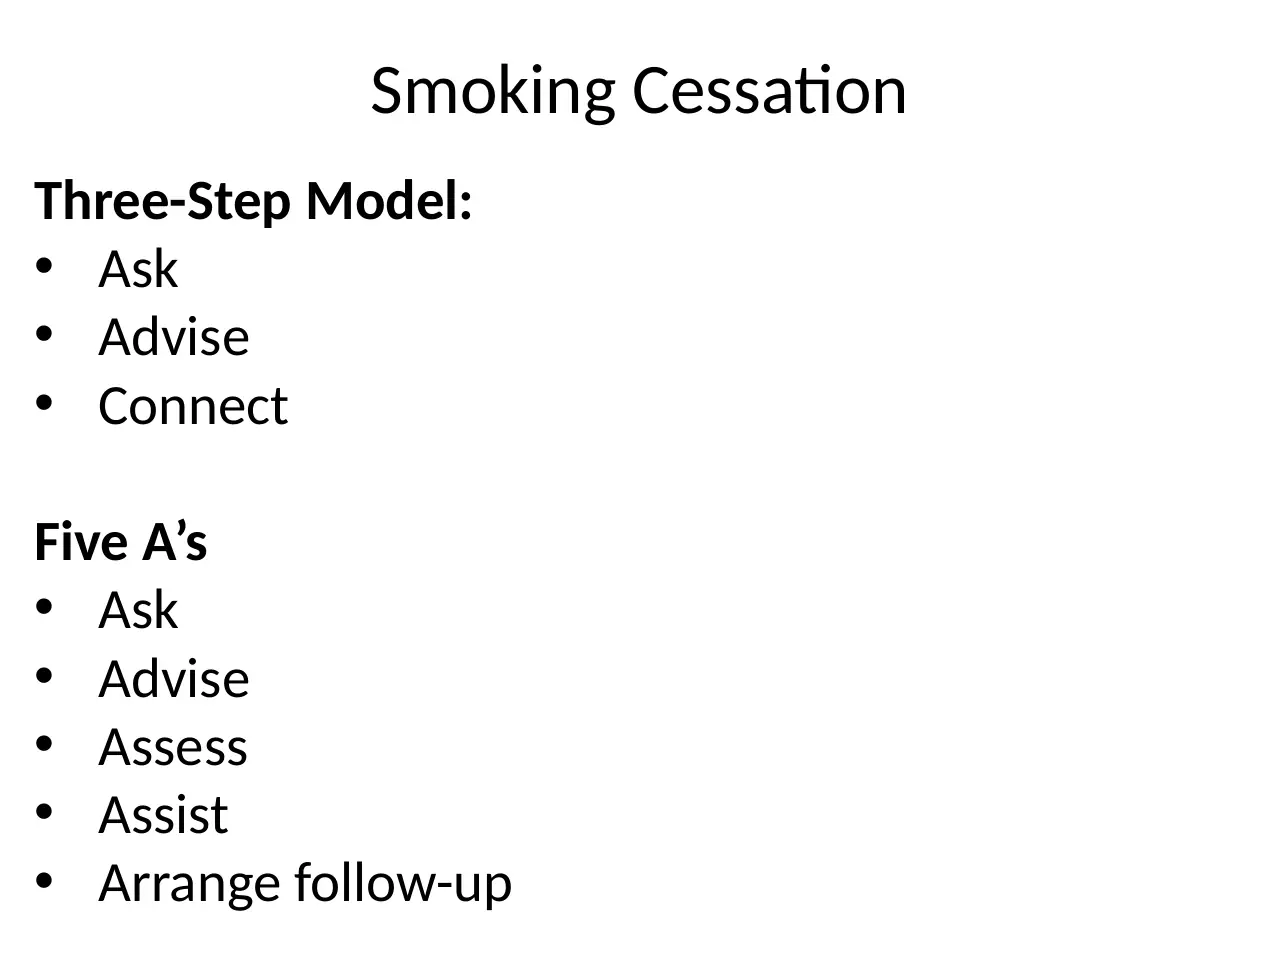 Smoking Cessation
Three-Step Model:
• Ask
• Advise
• Connect
Five A’s
• Ask
• Advise
• Assess
• Assist
• Arrange follow-up